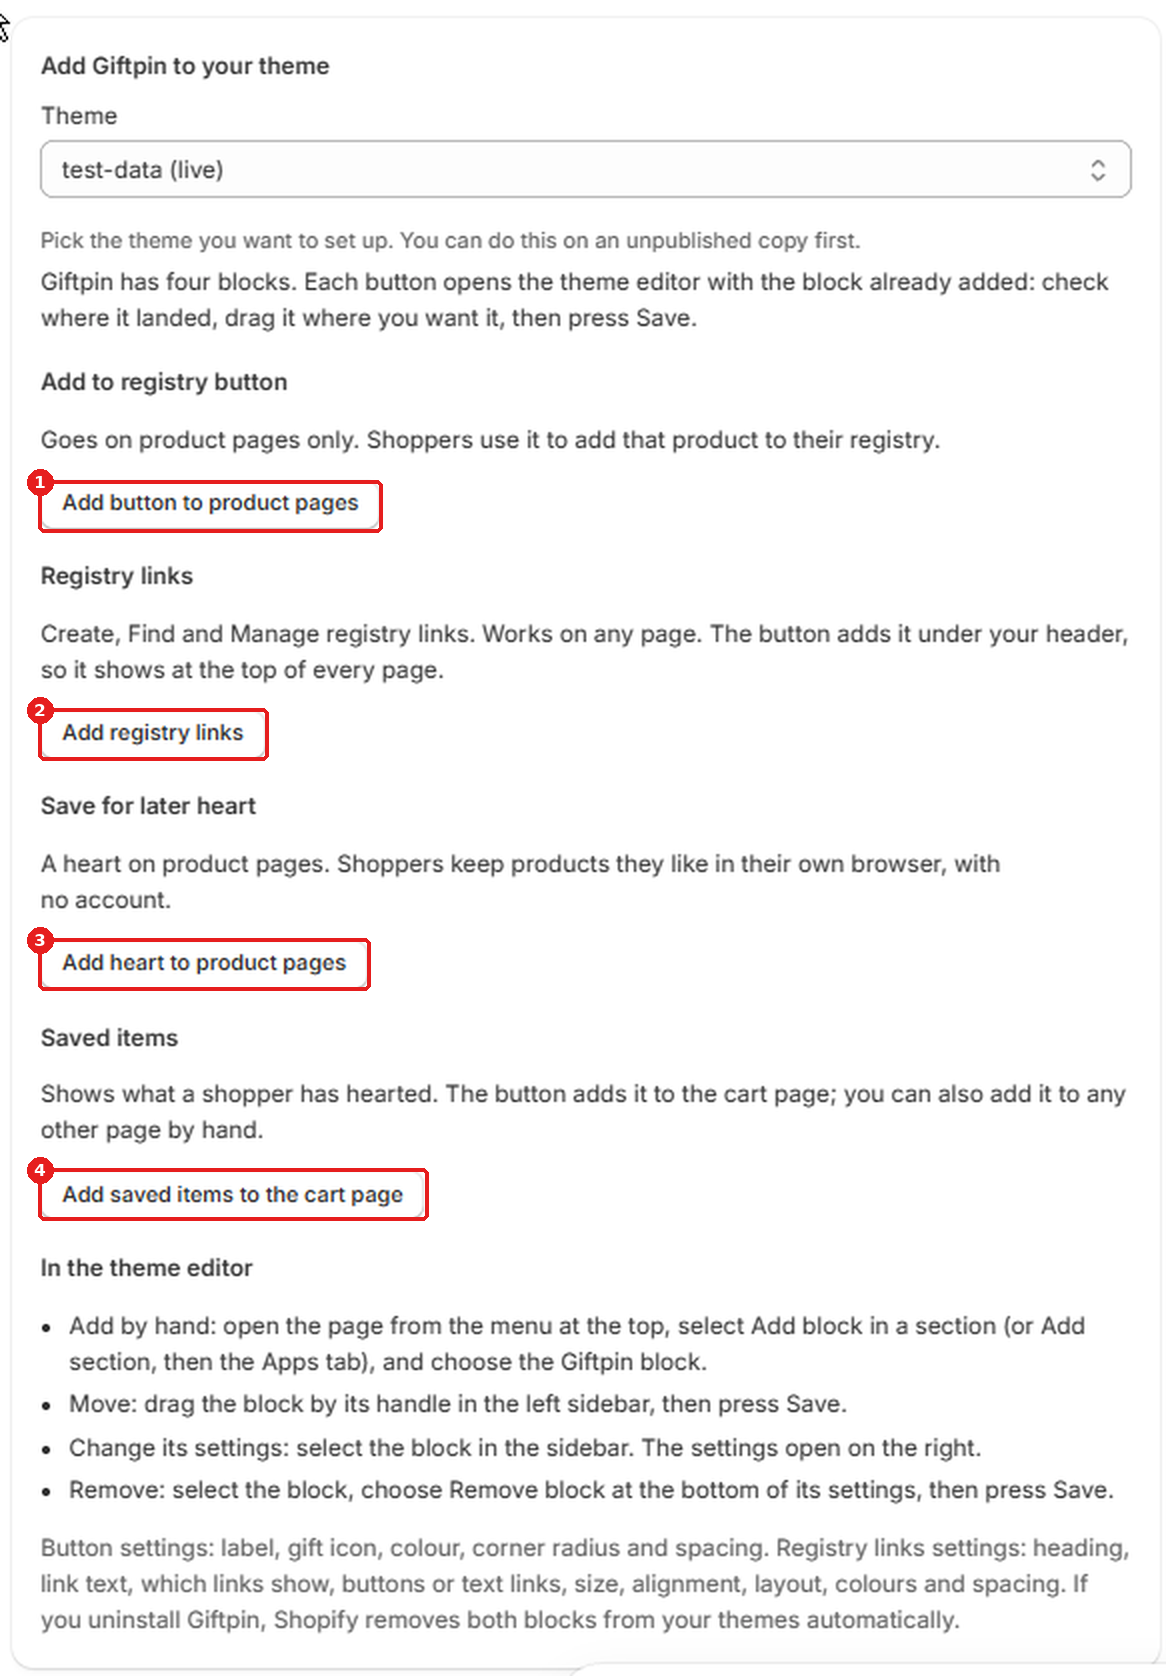 Add Giftpin to your theme
Theme
test-data (live)
Pick the theme you want to set up. You can do this on an unpublished copy first.
Giftpin has four blocks. Each button opens the theme editor with the block already added: check
where it landed, drag it where you want it, then press Save.
Add to registry button
Goes on product pages only. Shoppers use it to add that product to their registry.
1
Add button to product pages
Registry links
Create, Find and Manage registry links. Works on any page. The button adds it under your header,
so it shows at the top of every page.
2
Add registry links
Save for later heart
A heart on product pages. Shoppers keep products they like in their own browser, with
no account.
3
Add heart to product pages
Saved items
Shows what a shopper has hearted. The button adds it to the cart page; you can also add it to any
other page by hand.
4
Add saved items to the cart page
In the theme editor
• Add by hand: open the page from the menu at the top, select Add block in a section (or Add
section, then the Apps tab), and choose the Giftpin block.
• Move: drag the block by its handle in the left sidebar, then press Save.
• Change its settings: select the block in the sidebar. The settings open on the right.
• Remove: select the block, choose Remove block at the bottom of its settings, then press Save.
Button settings: label, gift icon, colour, corner radius and spacing. Registry links settings: heading,
link text, which links show, buttons or text links, size, alignment, layout, colours and spacing. If
you uninstall Giftpin, Shopify removes both blocks from your themes automatically.